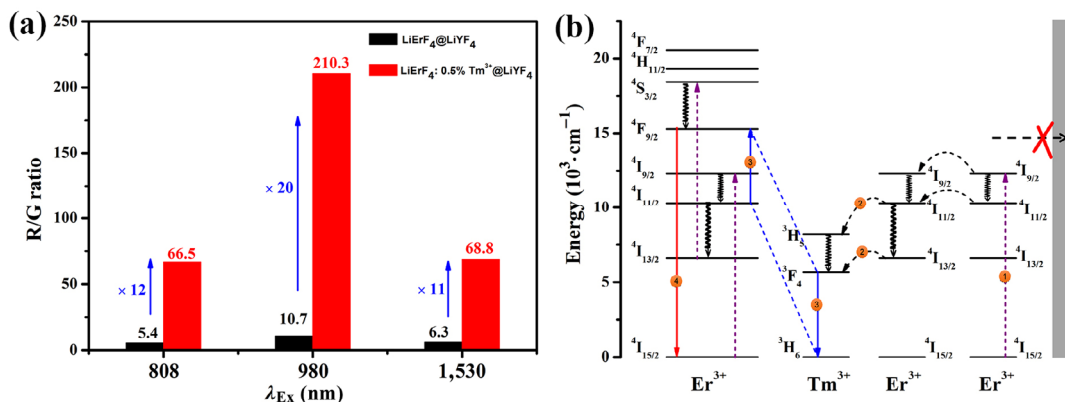 (a)
R/G ratio
250
200
150
100
50
0
LiErF₄@LiYF₄
LiErF₄: 0.5% Tm³⁺@LiYF₄
5.4
66.5
× 12
10.7
210.3
× 20
6.3
68.8
× 11
808
980
1,530
λ_Ex (nm)
(b)
Energy (10³·cm⁻¹)
20
15
10
5
0
⁴F₇/₂
⁴H₁₁/₂
⁴S₃/₂
⁴F₉/₂
⁴I₉/₂
⁴I₁₁/₂
⁴I₁₃/₂
⁴I₁₅/₂
4
3
³H₅
³F₄
³H₆
3
2
2
⁴I₉/₂
⁴I₁₁/₂
⁴I₁₃/₂
⁴I₁₅/₂
1
⁴I₉/₂
⁴I₁₁/₂
⁴I₁₃/₂
⁴I₁₅/₂
Er³⁺
Tm³⁺
Er³⁺
Er³⁺